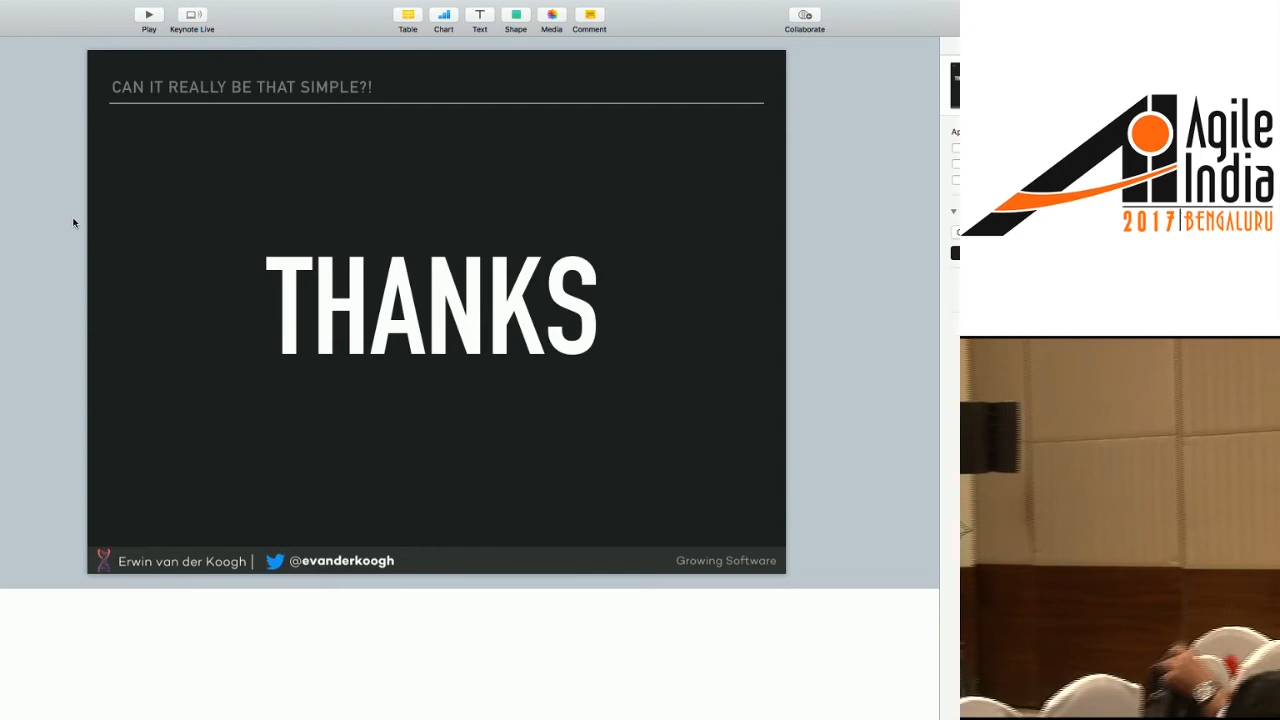 Play
Keynote Live
Table
Chart
Text
Shape
Media
Comment
Collaborate
CAN IT REALLY BE THAT SIMPLE?!
THANKS
Erwin van der Koogh |
@evanderkoogh
Growing Software
Agile
India
2017 | BENGALURU